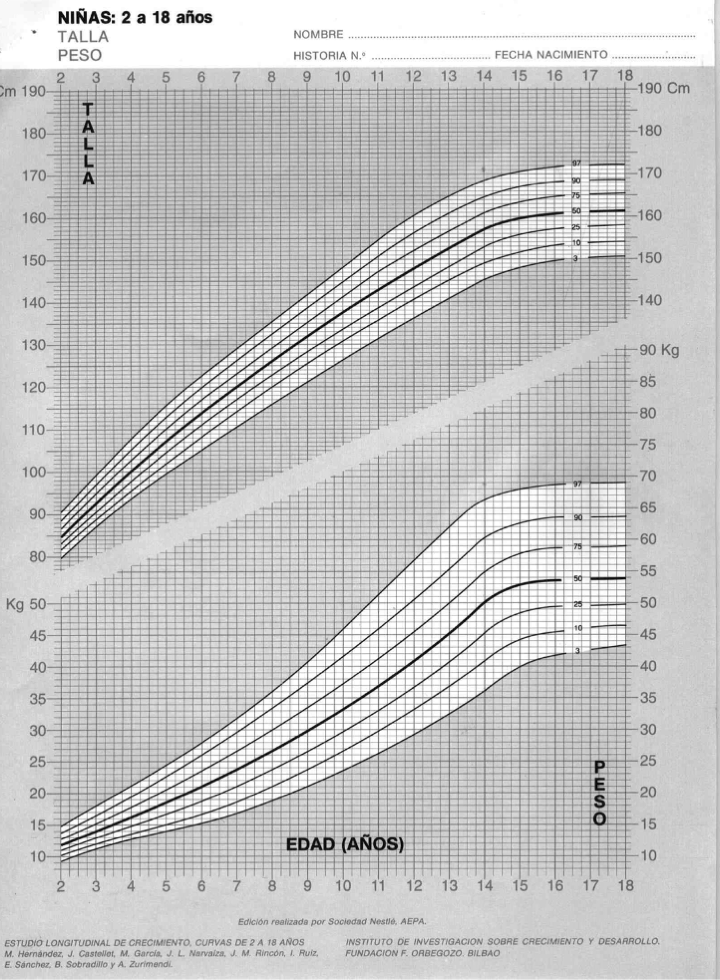 NIÑAS: 2 a 18 años
TALLA
PESO
NOMBRE
HISTORIA N.º FECHA NACIMIENTO
2 3 4 5 6 7 8 9 10 11 12 13 14 15 16 17 18
Cm 190 190 Cm
TALLA
180 180
97
170 170
90
75
50
160 160
25
10
150 3 150
140 140
130
90 Kg
120 85
80
110
75
100
70
97
90 65
90
60
80 75
55
50
Kg 50 25 50
10
45 45
3
40 40
35 35
30 30
25 25
PESO
20 20
15 15
EDAD (AÑOS)
10 10
2 3 4 5 6 7 8 9 10 11 12 13 14 15 16 17 18
Edición realizada por Sociedad Nestlé, AEPA.
ESTUDIO LONGITUDINAL DE CRECIMIENTO, CURVAS DE 2 A 18 AÑOS
M. Hernández, J. Castellet, M. García, J. L. Narvaiza, J. M. Rincón, I. Ruiz,
E. Sánchez, B. Sobradillo y A. Zurimendi.
INSTITUTO DE INVESTIGACION SOBRE CRECIMIENTO Y DESARROLLO.
FUNDACION F. ORBEGOZO. BILBAO